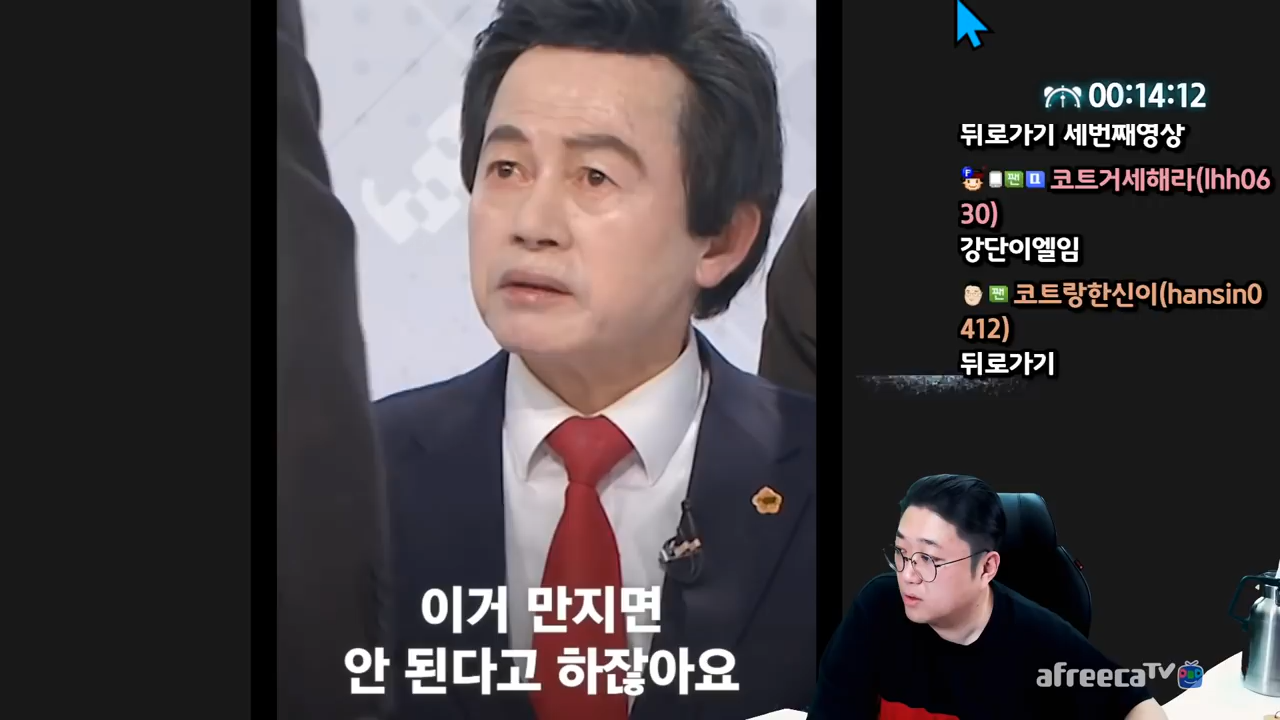 00:14:12
뒤로가기 세번째영상
F 팬 코트거세해라(lhh06
30)
강단이엘임
팬 코트랑한신이(hansin0
412)
뒤로가기
이거 만지면
안 된다고 하잖아요
afreecaTV